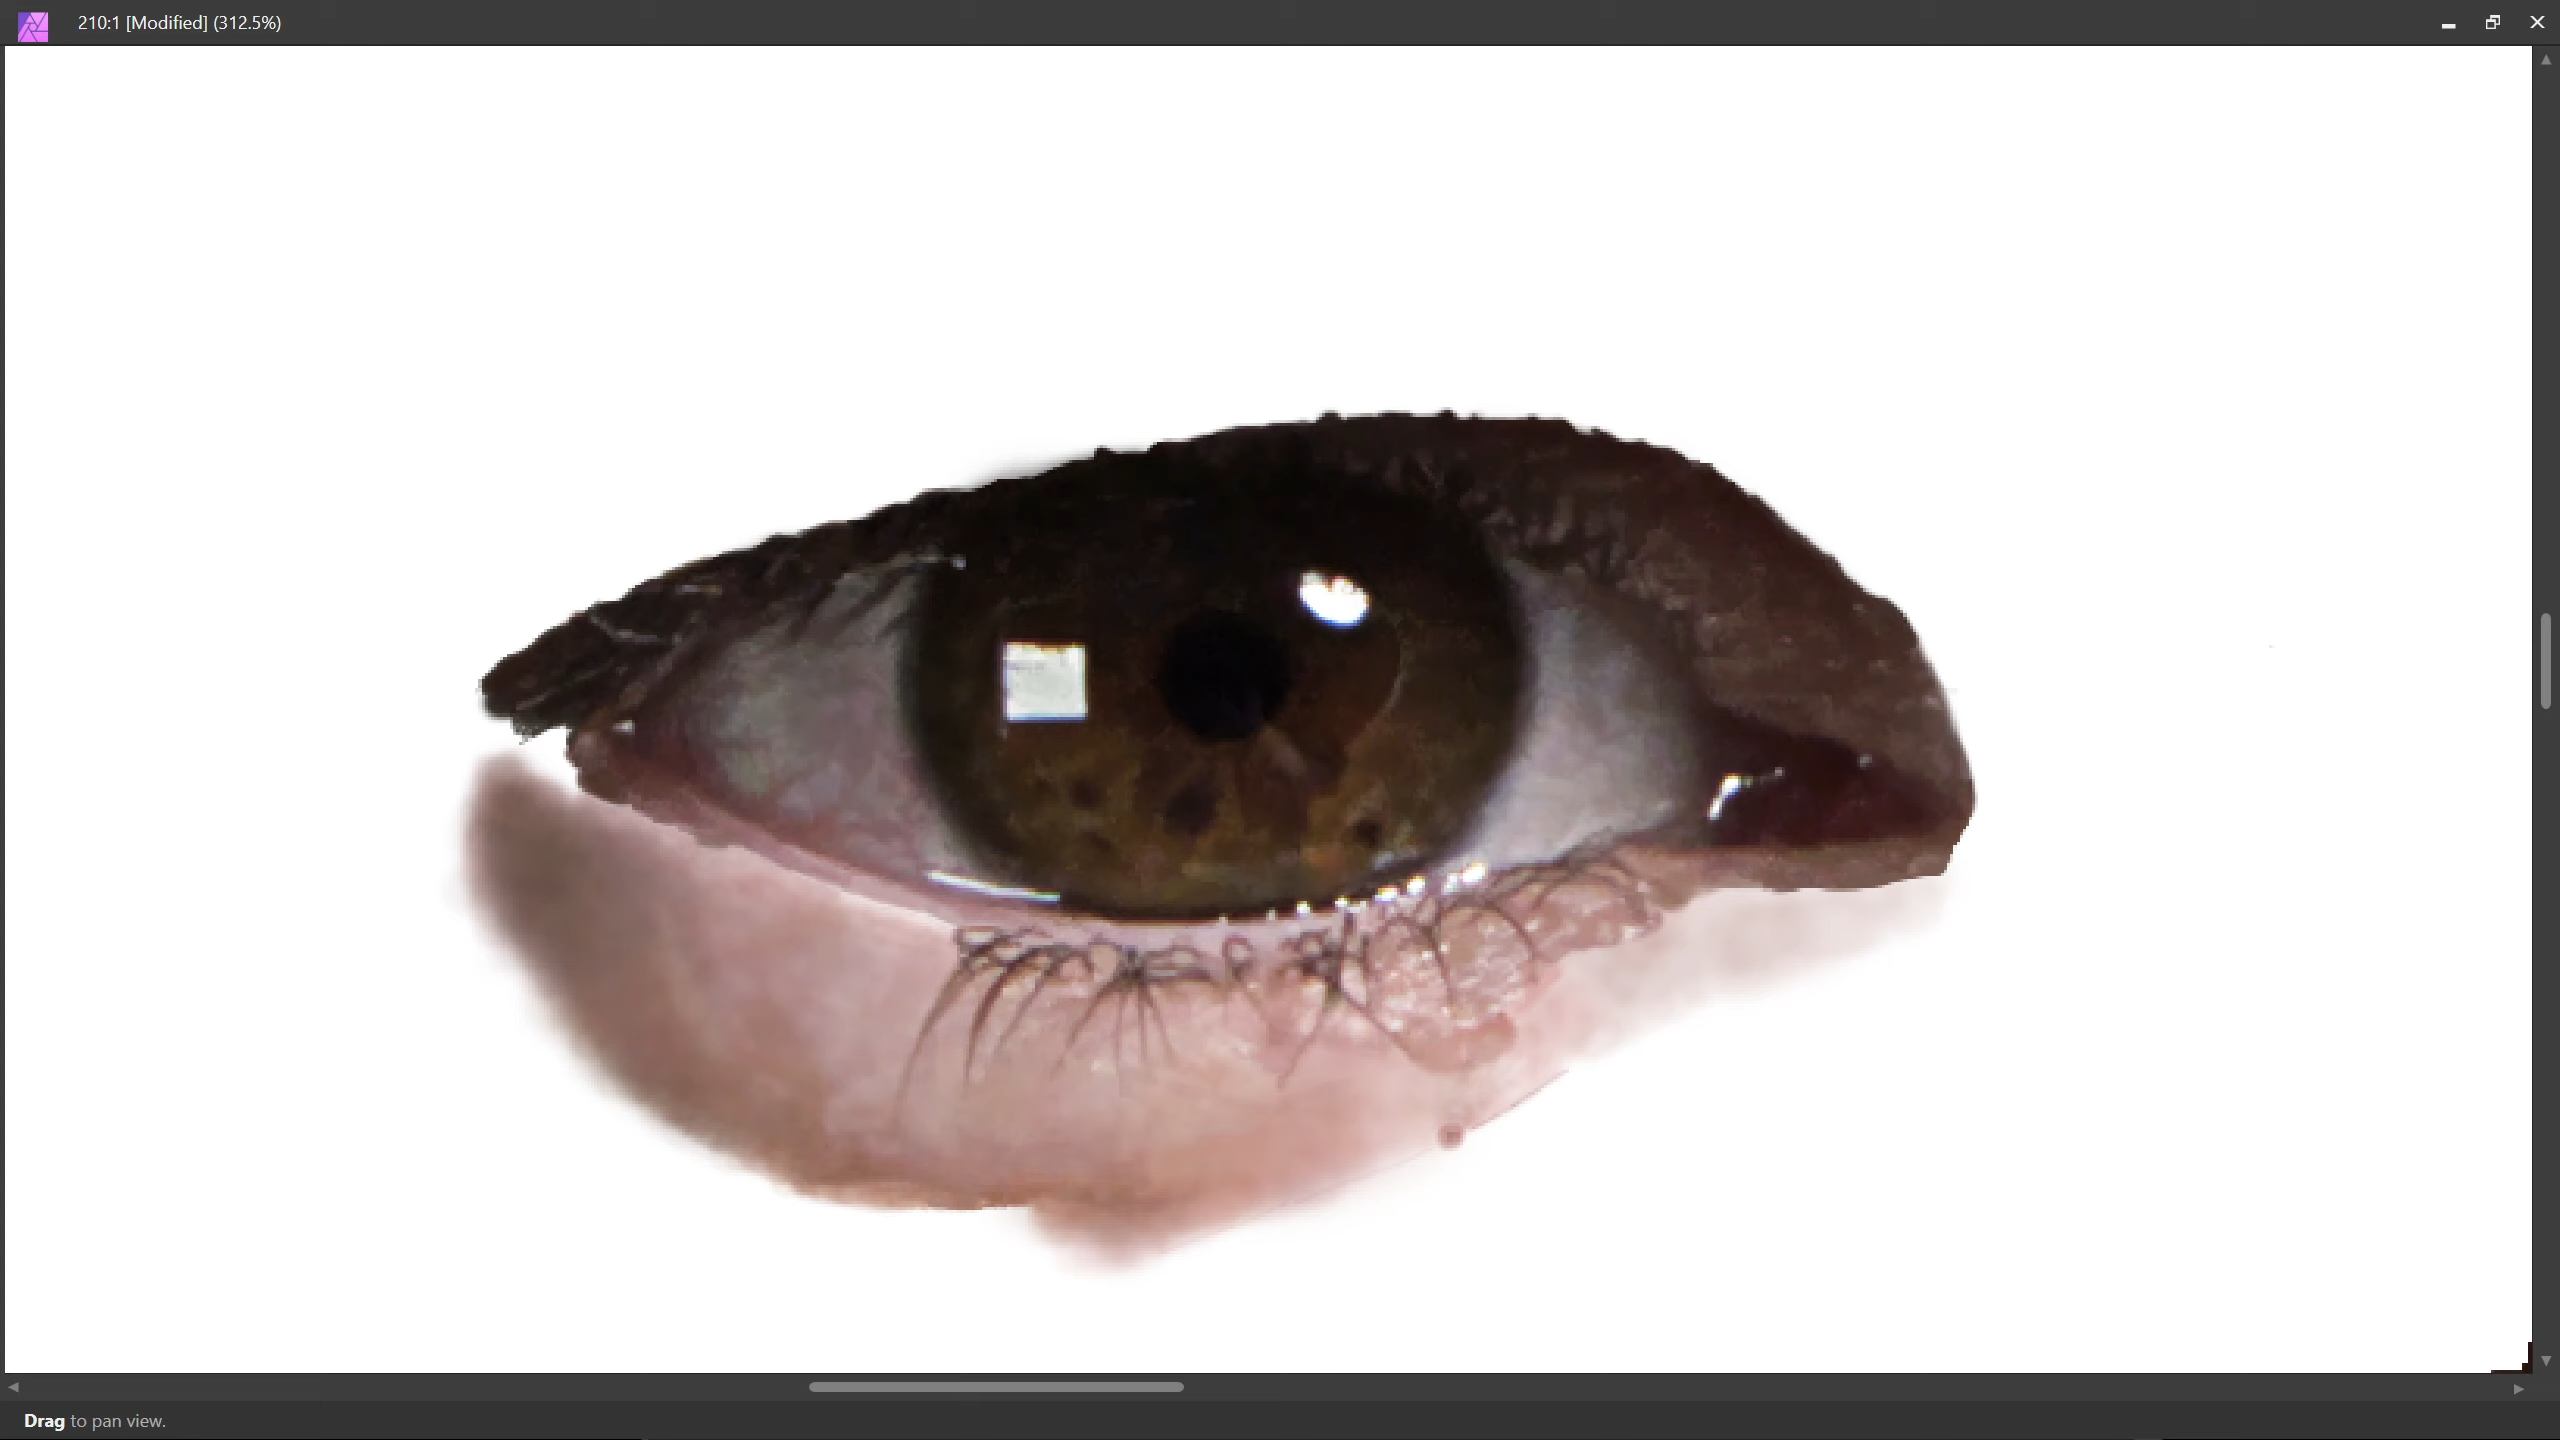 210:1 [Modified] (312.5%)
Drag to pan view.